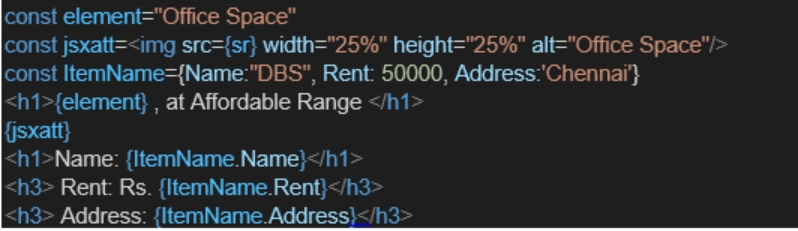 const element="Office Space"
const jsxatt=<img src={sr} width="25%" height="25%" alt="Office Space"/>
const ItemName={Name:"DBS", Rent: 50000, Address:'Chennai'}
<h1>{element} , at Affordable Range </h1>
{jsxatt}
<h1>Name: {ItemName.Name}</h1>
<h3> Rent: Rs. {ItemName.Rent}</h3>
<h3> Address: {ItemName.Address}</h3>